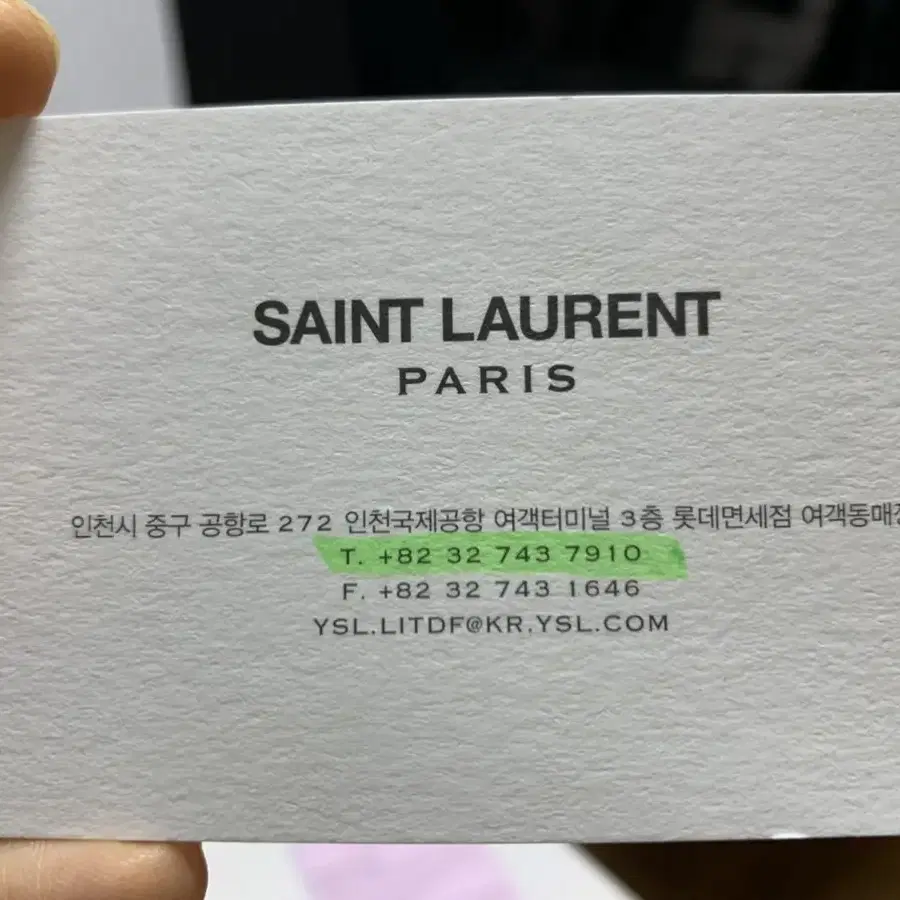 SAINT LAURENT
PARIS
인천시 중구 공항로 272 인천국제공항 여객터미널 3층 롯데면세점 여객동매장
T. +82 32 743 7910
F. +82 32 743 1646
YSL.LITDF@KR.YSL.COM